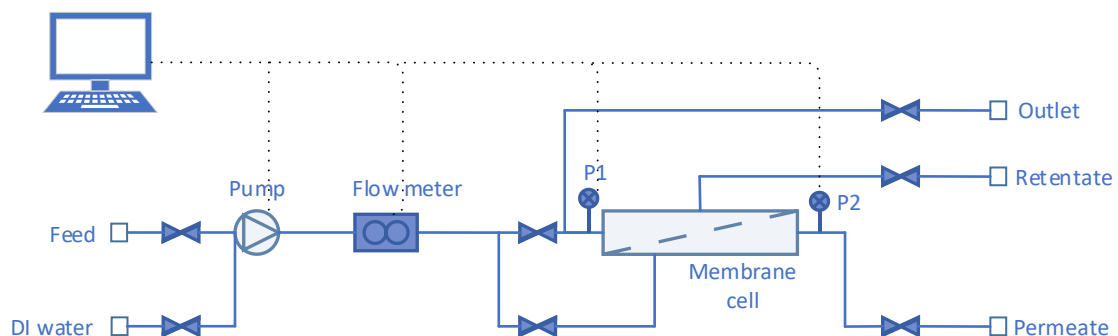 Outlet
P1
Retentate
Pump
Flow meter
P2
Feed
Membrane
cell
DI water
Permeate